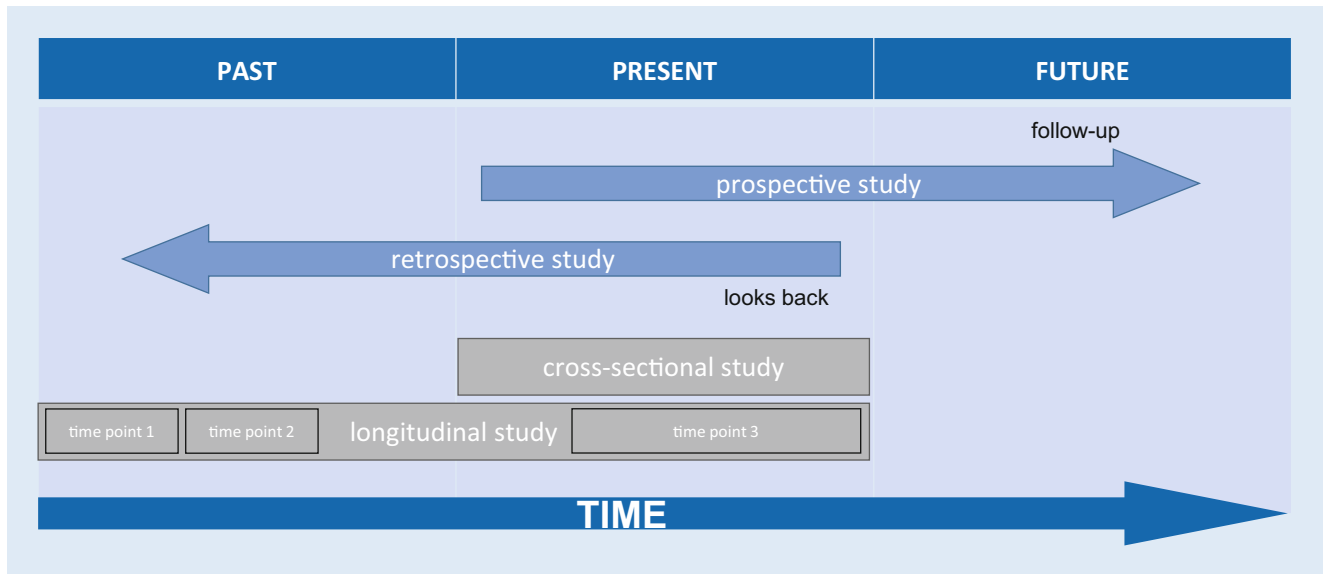 PAST PRESENT FUTURE
follow-up
prospective study
retrospective study
looks back
cross-sectional study
time point 1 time point 2 longitudinal study time point 3
TIME